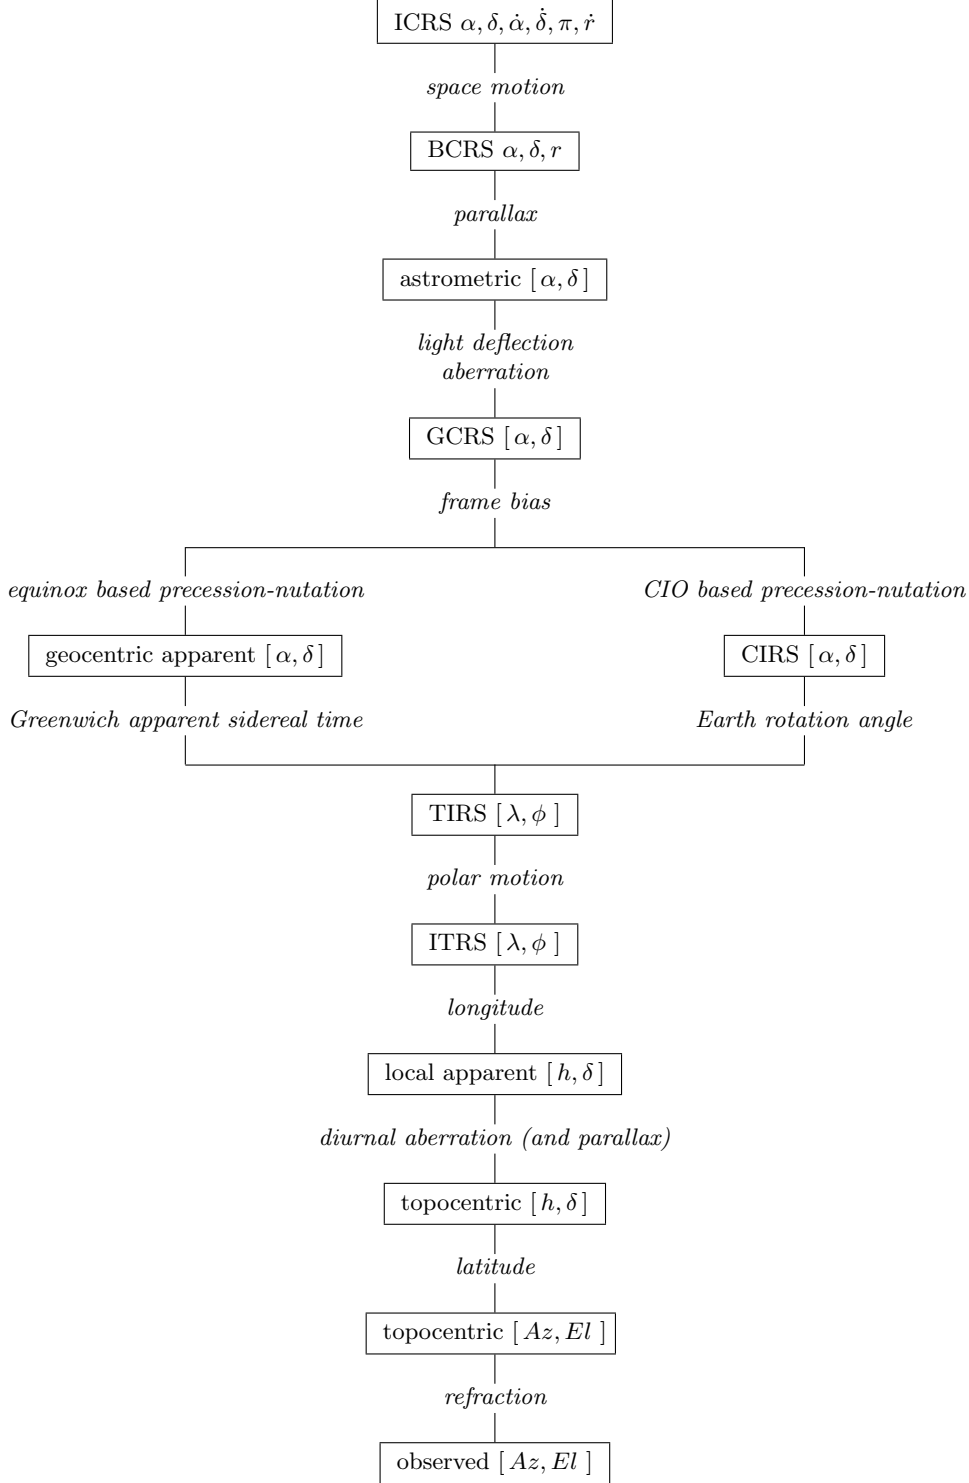 ICRS α, δ, α̇, δ̇, π, ṙ
space motion
BCRS α, δ, r
parallax
astrometric [ α, δ ]
light deflection
aberration
GCRS [ α, δ ]
frame bias
equinox based precession-nutation
CIO based precession-nutation
geocentric apparent [ α, δ ]
CIRS [ α, δ ]
Greenwich apparent sidereal time
Earth rotation angle
TIRS [ λ, ϕ ]
polar motion
ITRS [ λ, ϕ ]
longitude
local apparent [ h, δ ]
diurnal aberration (and parallax)
topocentric [ h, δ ]
latitude
topocentric [ Az, El ]
refraction
observed [ Az, El ]